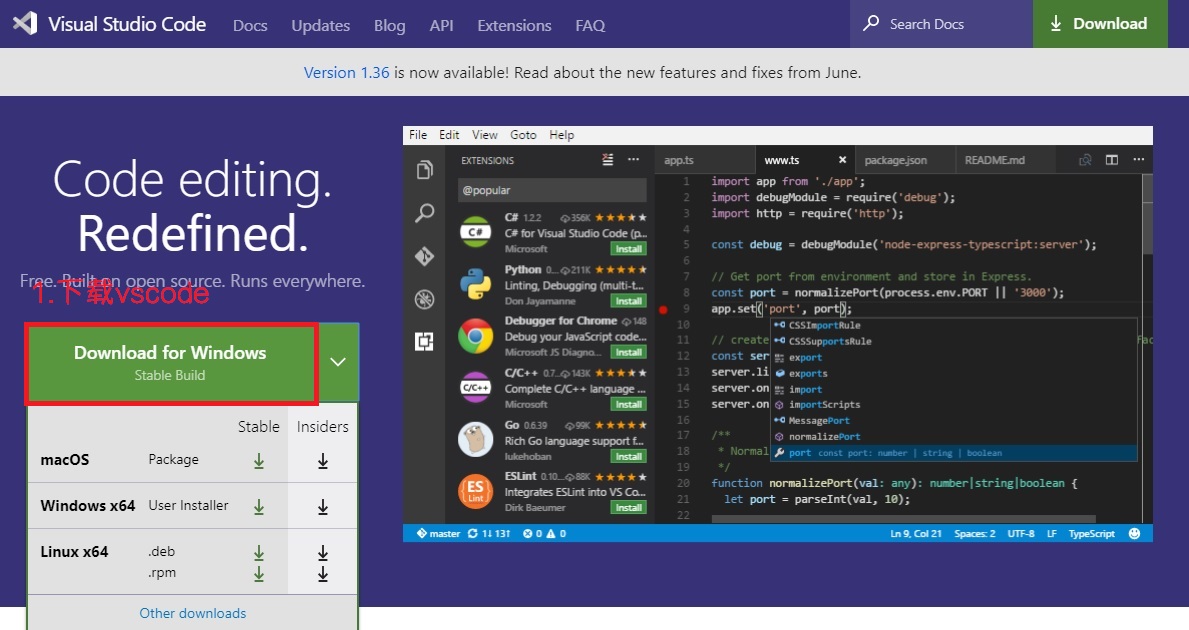 Visual Studio Code Docs Updates Blog API Extensions FAQ Search Docs Download
Version 1.36 is now available! Read about the new features and fixes from June.
Code editing.
Redefined.
Free. Built on open source. Runs everywhere.
1.下载vscode
Download for Windows
Stable Build
Stable Insiders
macOS Package
Windows x64 User Installer
Linux x64 .deb
.rpm
Other downloads
File Edit View Goto Help
EXTENSIONS
@popular
C# 1.2.2 356K
C# for Visual Studio Code (p...
Microsoft Install
Python 0... 211K
Linting, Debugging (multi-t...
Don Jayamanne Install
Debugger for Chrome 148
Debug your JavaScript code...
Microsoft JS Diagno... Install
C/C++ 0.7... 143K
Complete C/C++ language ...
Microsoft Install
Go 0.6.39 99K
Rich Go language support f...
lukehoban Install
ESLint 0.10... 88K
Integrates ESLint into VS Co...
Dirk Baeumer Install
app.ts www.ts package.json README.md
1 import app from './app';
2 import debugModule = require('debug');
3 import http = require('http');
4
5 const debug = debugModule('node-express-typescript:server');
6
7 // Get port from environment and store in Express.
8 const port = normalizePort(process.env.PORT || '3000');
9 app.set('port', port);
10
11 // create
12 const ser
13 server.li
14 server.on
15 server.on
16
17 /**
18 * Normal
19 */
20 function normalizePort(val: any): number|string|boolean {
21 let port = parseInt(val, 10);
22
CSSImportRule
CSSSupportsRule
export
exports
import
importScripts
MessagePort
normalizePort
port const port: number | string | boolean
master 1↓ 13↑ 0 0 Ln 9, Col 21 Spaces: 2 UTF-8 LF TypeScript